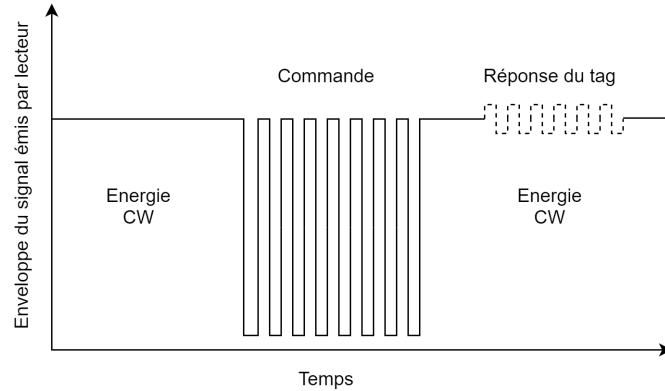 Enveloppe du signal émis par lecteur
Commande
Réponse du tag
Energie
CW
Energie
CW
Temps